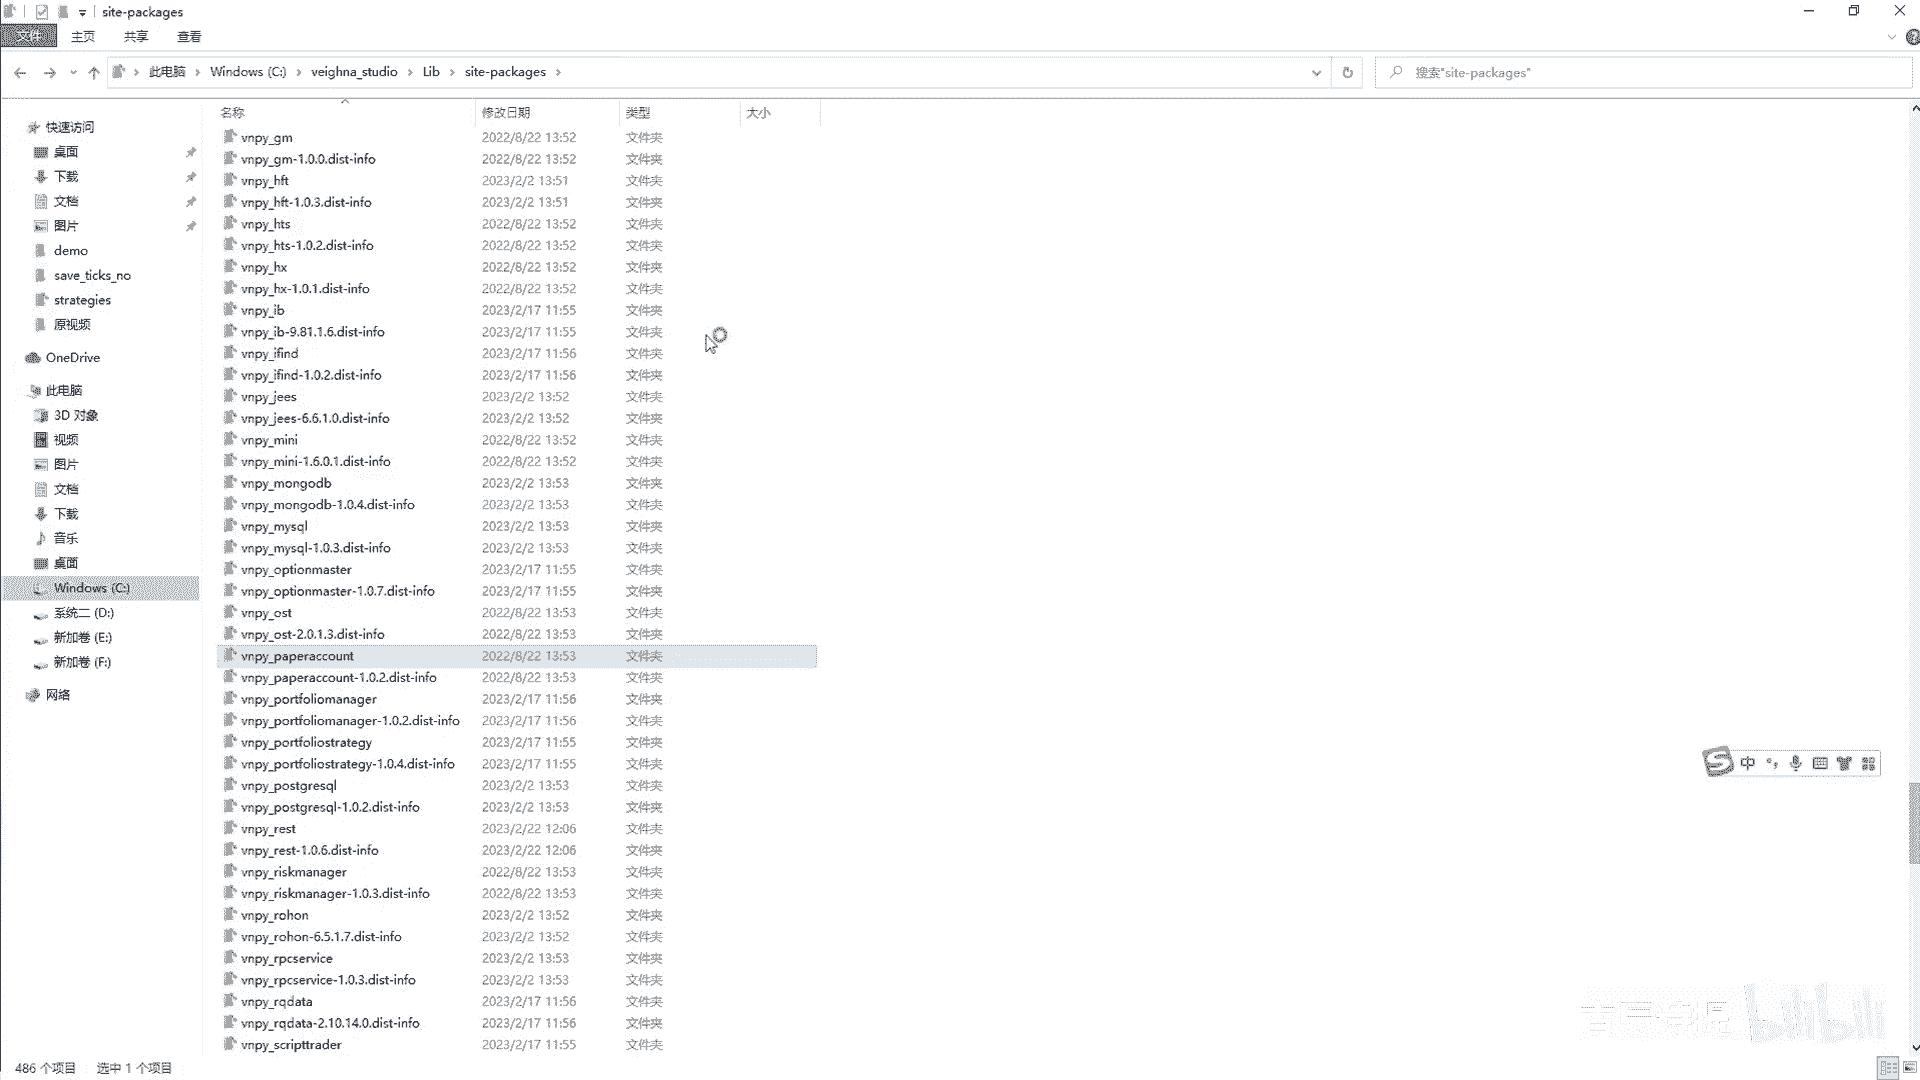 site-packages
文件 主页 共享 查看
此电脑 › Windows (C:) › veighna_studio › Lib › site-packages ›
搜索"site-packages"
名称 修改日期 类型 大小
快速访问
桌面
下载
文档
图片
demo
save_ticks_no
strategies
原视频
OneDrive
此电脑
3D 对象
视频
图片
文档
下载
音乐
桌面
Windows (C:)
系统二 (D:)
新加卷 (E:)
新加卷 (F:)
网络
vnpy_gm 2022/8/22 13:52 文件夹
vnpy_gm-1.0.0.dist-info 2022/8/22 13:52 文件夹
vnpy_hft 2023/2/2 13:51 文件夹
vnpy_hft-1.0.3.dist-info 2023/2/2 13:51 文件夹
vnpy_hts 2022/8/22 13:52 文件夹
vnpy_hts-1.0.2.dist-info 2022/8/22 13:52 文件夹
vnpy_hx 2022/8/22 13:52 文件夹
vnpy_hx-1.0.1.dist-info 2022/8/22 13:52 文件夹
vnpy_ib 2023/2/17 11:55 文件夹
vnpy_ib-9.81.1.6.dist-info 2023/2/17 11:55 文件夹
vnpy_ifind 2023/2/17 11:56 文件夹
vnpy_ifind-1.0.2.dist-info 2023/2/17 11:56 文件夹
vnpy_jees 2023/2/2 13:52 文件夹
vnpy_jees-6.6.1.0.dist-info 2023/2/2 13:52 文件夹
vnpy_mini 2022/8/22 13:52 文件夹
vnpy_mini-1.6.0.1.dist-info 2022/8/22 13:52 文件夹
vnpy_mongodb 2023/2/2 13:53 文件夹
vnpy_mongodb-1.0.4.dist-info 2023/2/2 13:53 文件夹
vnpy_mysql 2023/2/2 13:53 文件夹
vnpy_mysql-1.0.3.dist-info 2023/2/2 13:53 文件夹
vnpy_optionmaster 2023/2/17 11:55 文件夹
vnpy_optionmaster-1.0.7.dist-info 2023/2/17 11:55 文件夹
vnpy_ost 2022/8/22 13:53 文件夹
vnpy_ost-2.0.1.3.dist-info 2022/8/22 13:53 文件夹
vnpy_paperaccount 2022/8/22 13:53 文件夹
vnpy_paperaccount-1.0.2.dist-info 2022/8/22 13:53 文件夹
vnpy_portfoliomanager 2023/2/17 11:56 文件夹
vnpy_portfoliomanager-1.0.2.dist-info 2023/2/17 11:56 文件夹
vnpy_portfoliostrategy 2023/2/17 11:55 文件夹
vnpy_portfoliostrategy-1.0.4.dist-info 2023/2/17 11:55 文件夹
vnpy_postgresql 2023/2/2 13:53 文件夹
vnpy_postgresql-1.0.2.dist-info 2023/2/2 13:53 文件夹
vnpy_rest 2023/2/22 12:06 文件夹
vnpy_rest-1.0.6.dist-info 2023/2/22 12:06 文件夹
vnpy_riskmanager 2022/8/22 13:53 文件夹
vnpy_riskmanager-1.0.3.dist-info 2022/8/22 13:53 文件夹
vnpy_rohon 2023/2/2 13:52 文件夹
vnpy_rohon-6.5.1.7.dist-info 2023/2/2 13:52 文件夹
vnpy_rpcservice 2023/2/2 13:53 文件夹
vnpy_rpcservice-1.0.3.dist-info 2023/2/2 13:53 文件夹
vnpy_rqdata 2023/2/17 11:56 文件夹
vnpy_rqdata-2.10.14.0.dist-info 2023/2/17 11:56 文件夹
vnpy_scripttrader 2023/2/17 11:55 文件夹
中
bilibili
486 个项目 选中 1 个项目